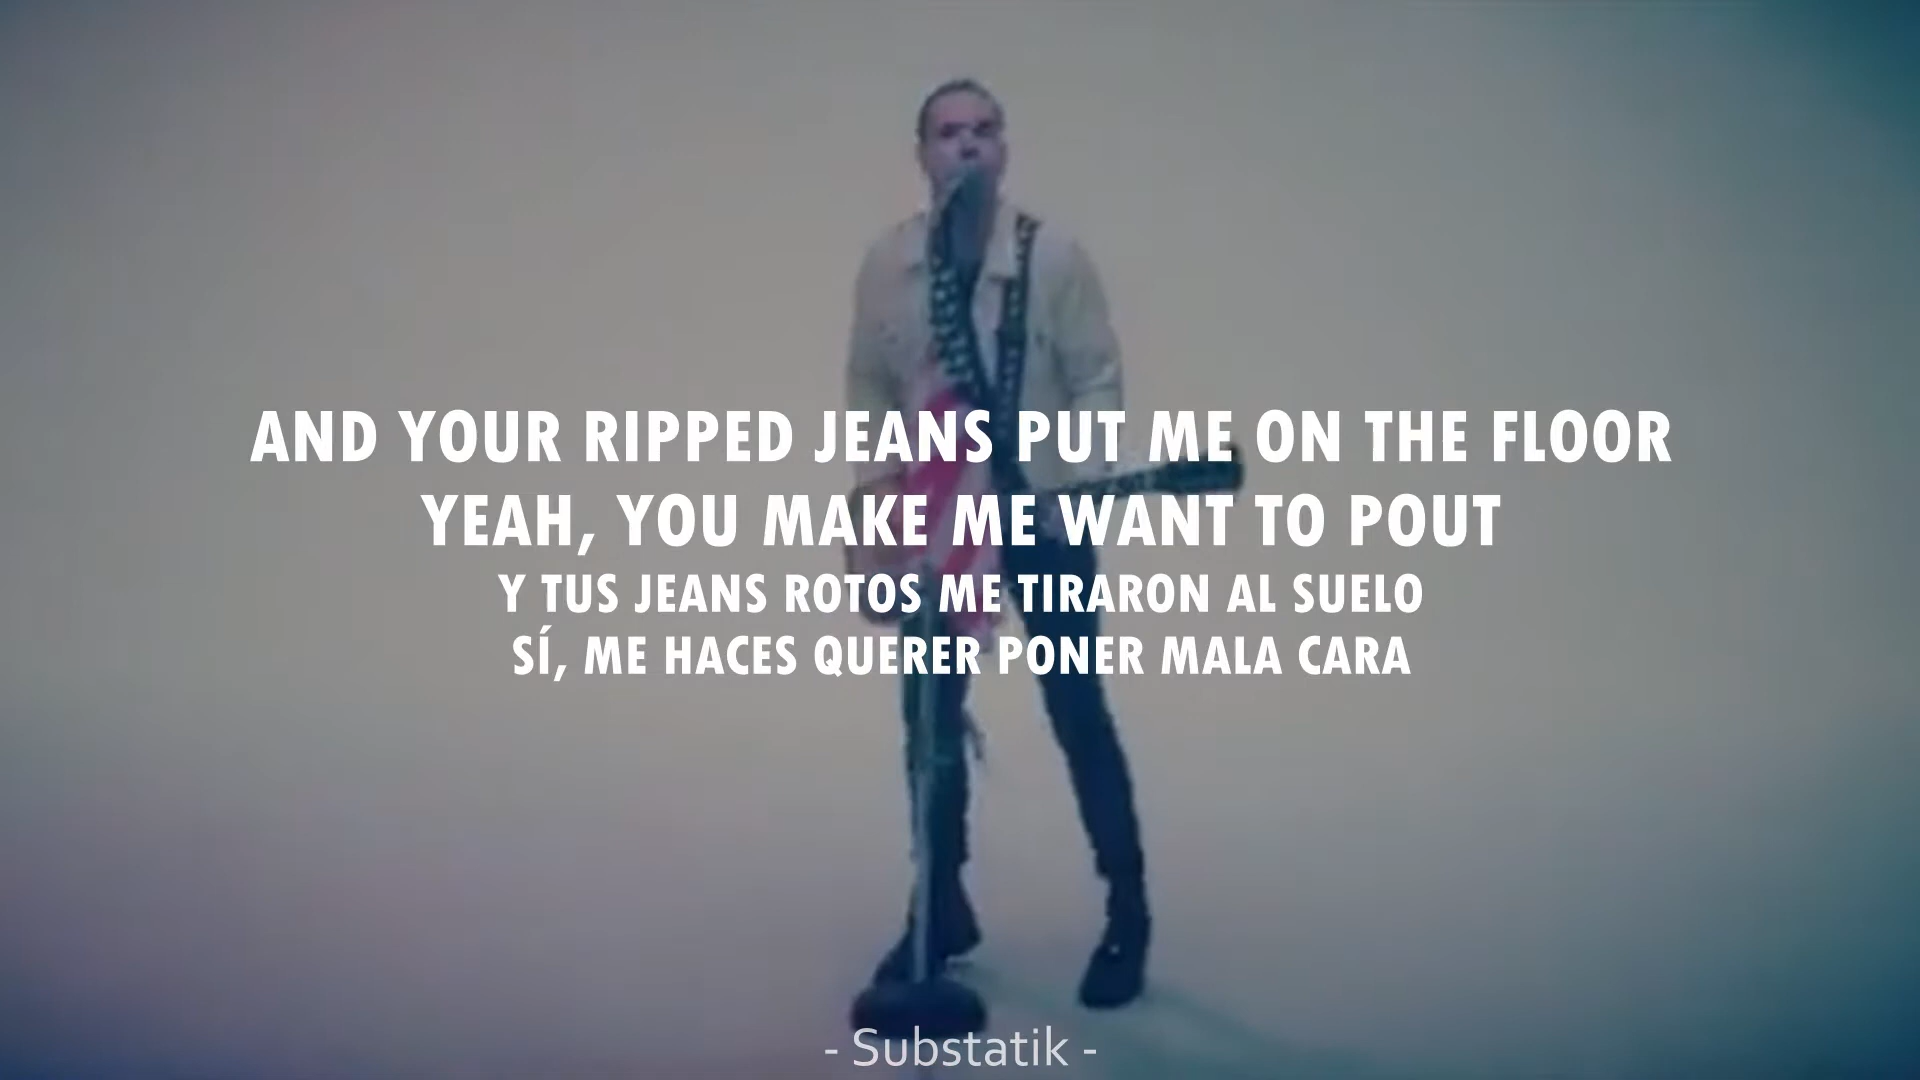 AND YOUR RIPPED JEANS PUT ME ON THE FLOOR
YEAH, YOU MAKE ME WANT TO POUT
Y TUS JEANS ROTOS ME TIRARON AL SUELO
SÍ, ME HACES QUERER PONER MALA CARA
- Substatik -